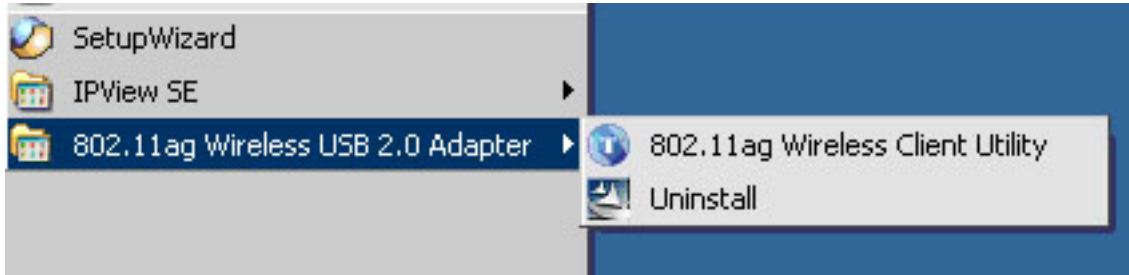 SetupWizard
IPView SE
802.11ag Wireless USB 2.0 Adapter
802.11ag Wireless Client Utility
Uninstall